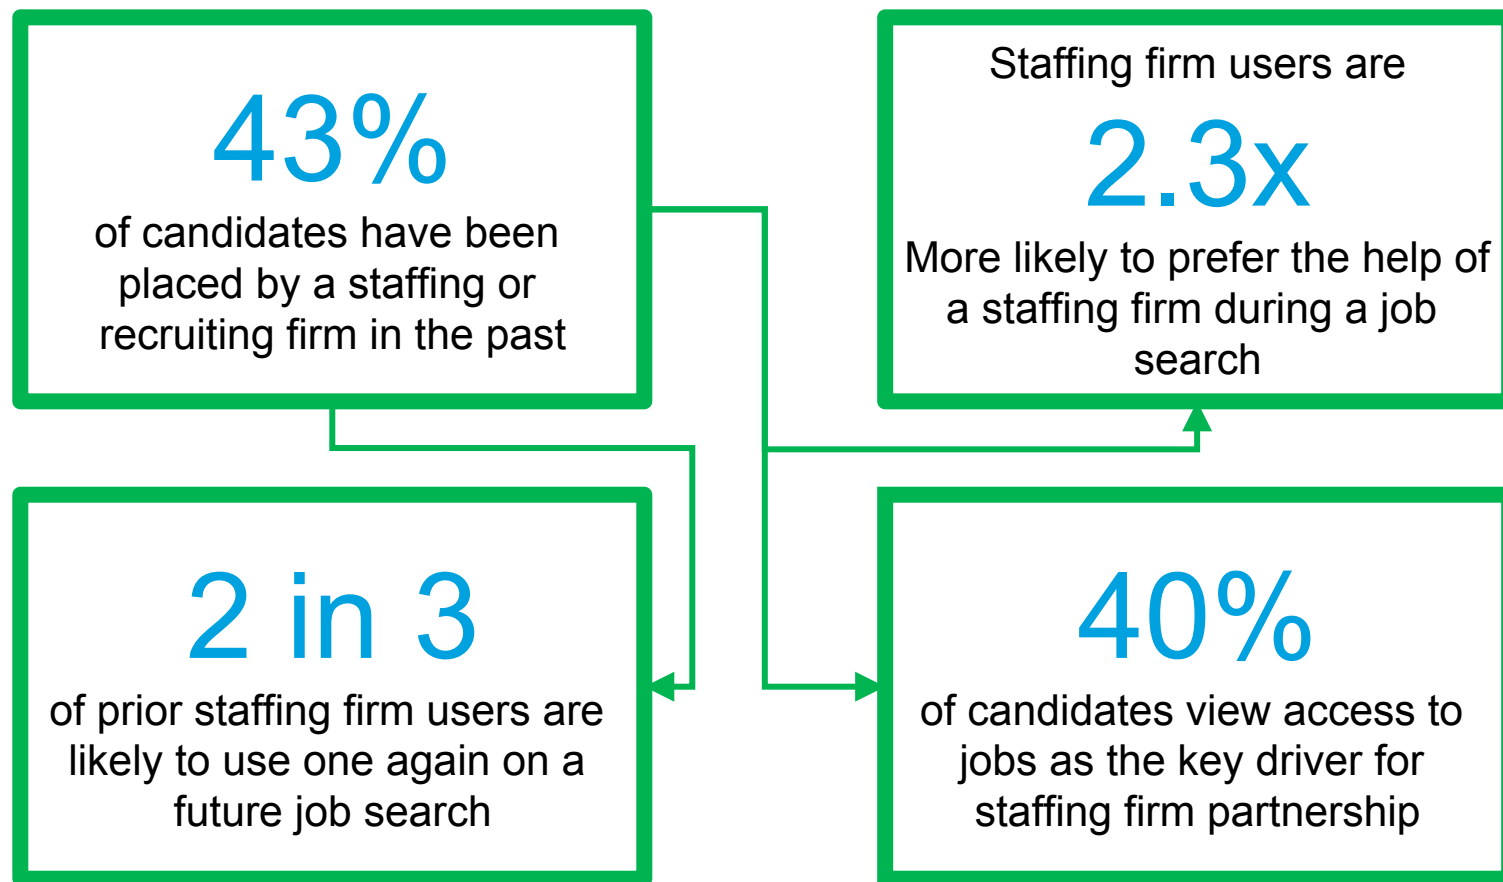 43%
of candidates have been
placed by a staffing or
recruiting firm in the past
Staffing firm users are
2.3x
More likely to prefer the help of
a staffing firm during a job
search
2 in 3
of prior staffing firm users are
likely to use one again on a
future job search
40%
of candidates view access to
jobs as the key driver for
staffing firm partnership